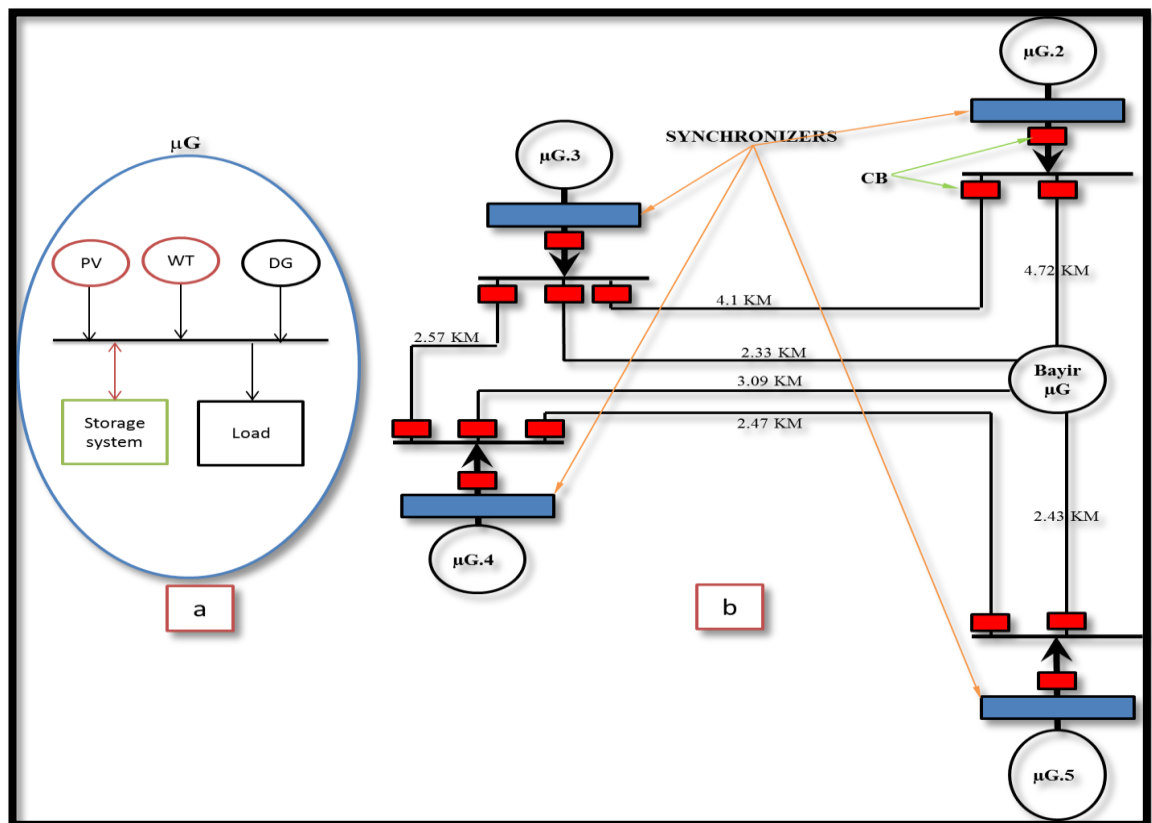 μG
PV
WT
DG
Storage
system
Load
a
μG.2
SYNCHRONIZERS
μG.3
CB
4.72 KM
4.1 KM
2.57 KM
2.33 KM
Bayir
μG
3.09 KM
2.47 KM
2.43 KM
μG.4
b
μG.5